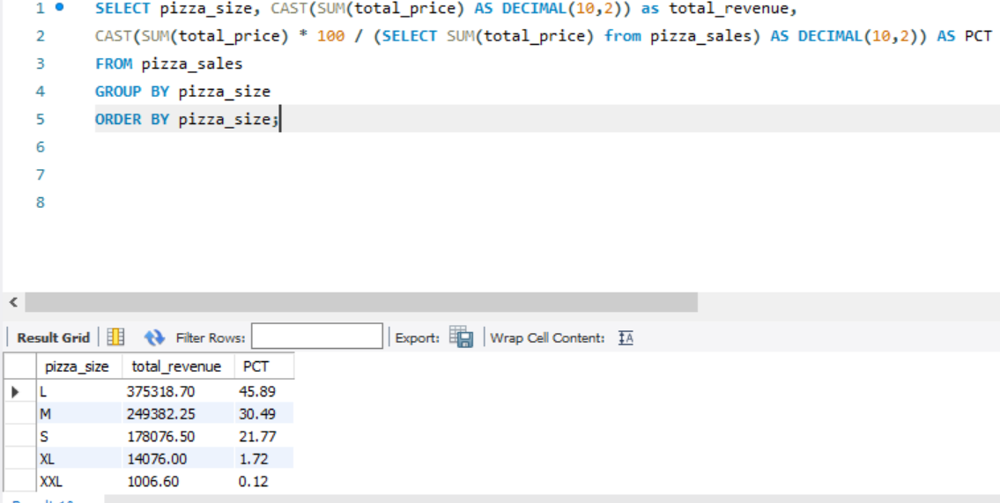 1 SELECT pizza_size, CAST(SUM(total_price) AS DECIMAL(10,2)) as total_revenue,
2 CAST(SUM(total_price) * 100 / (SELECT SUM(total_price) from pizza_sales) AS DECIMAL(10,2)) AS PCT
3 FROM pizza_sales
4 GROUP BY pizza_size
5 ORDER BY pizza_size;
6
7
8
Result Grid Filter Rows: Export: Wrap Cell Content: IA
pizza_size total_revenue PCT
L 375318.70 45.89
M 249382.25 30.49
S 178076.50 21.77
XL 14076.00 1.72
XXL 1006.60 0.12